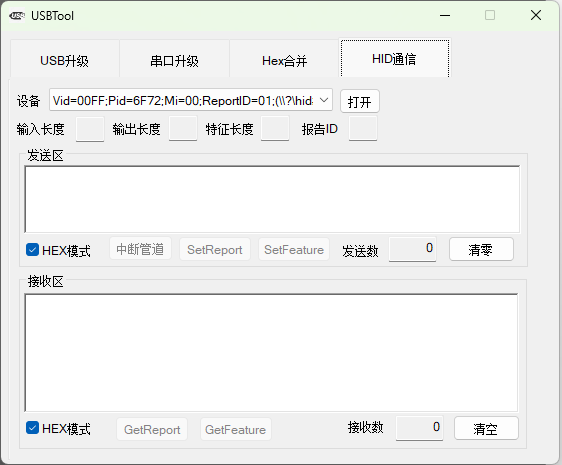 USB USBTool
USB升级 串口升级 Hex合并 HID通信
设备 Vid=00FF;Pid=6F72;Mi=00;ReportID=01;(\\?\hid: 打开
输入长度 输出长度 特征长度 报告ID
发送区
HEX模式 中断管道 SetReport SetFeature 发送数 0 清零
接收区
HEX模式 GetReport GetFeature 接收数 0 清空